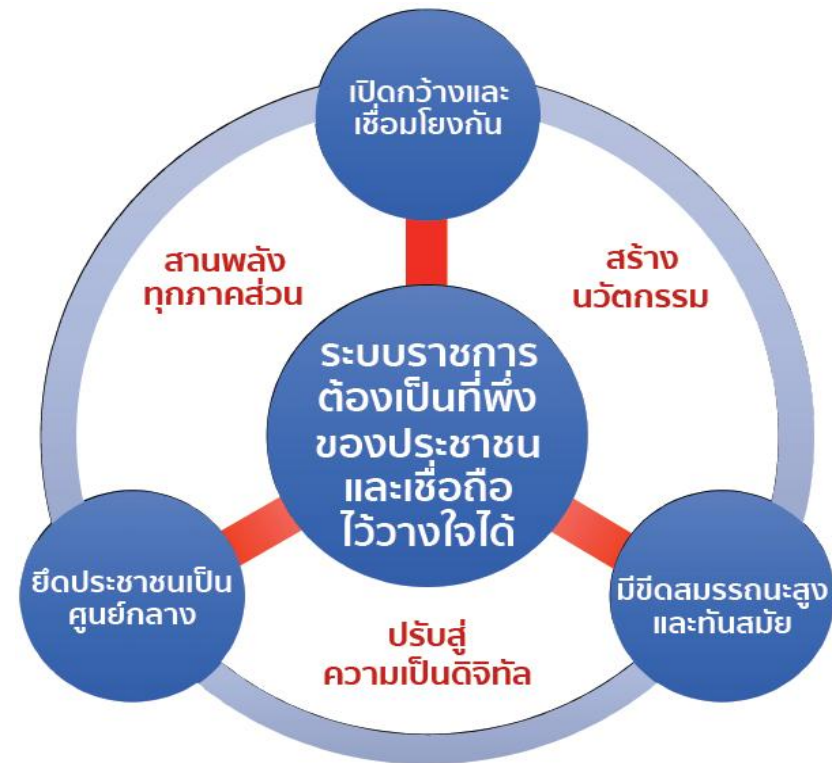 เปิดกว้างและ
เชื่อมโยงกัน
สานพลัง
ทุกภาคส่วน
สร้าง
นวัตกรรม
ระบบราชการ
ต้องเป็นที่พึ่ง
ของประชาชน
และเชื่อถือ
ไว้วางใจได้
ยึดประชาชนเป็น
ศูนย์กลาง
ปรับสู่
ความเป็นดิจิทัล
มีขีดสมรรถนะสูง
และทันสมัย